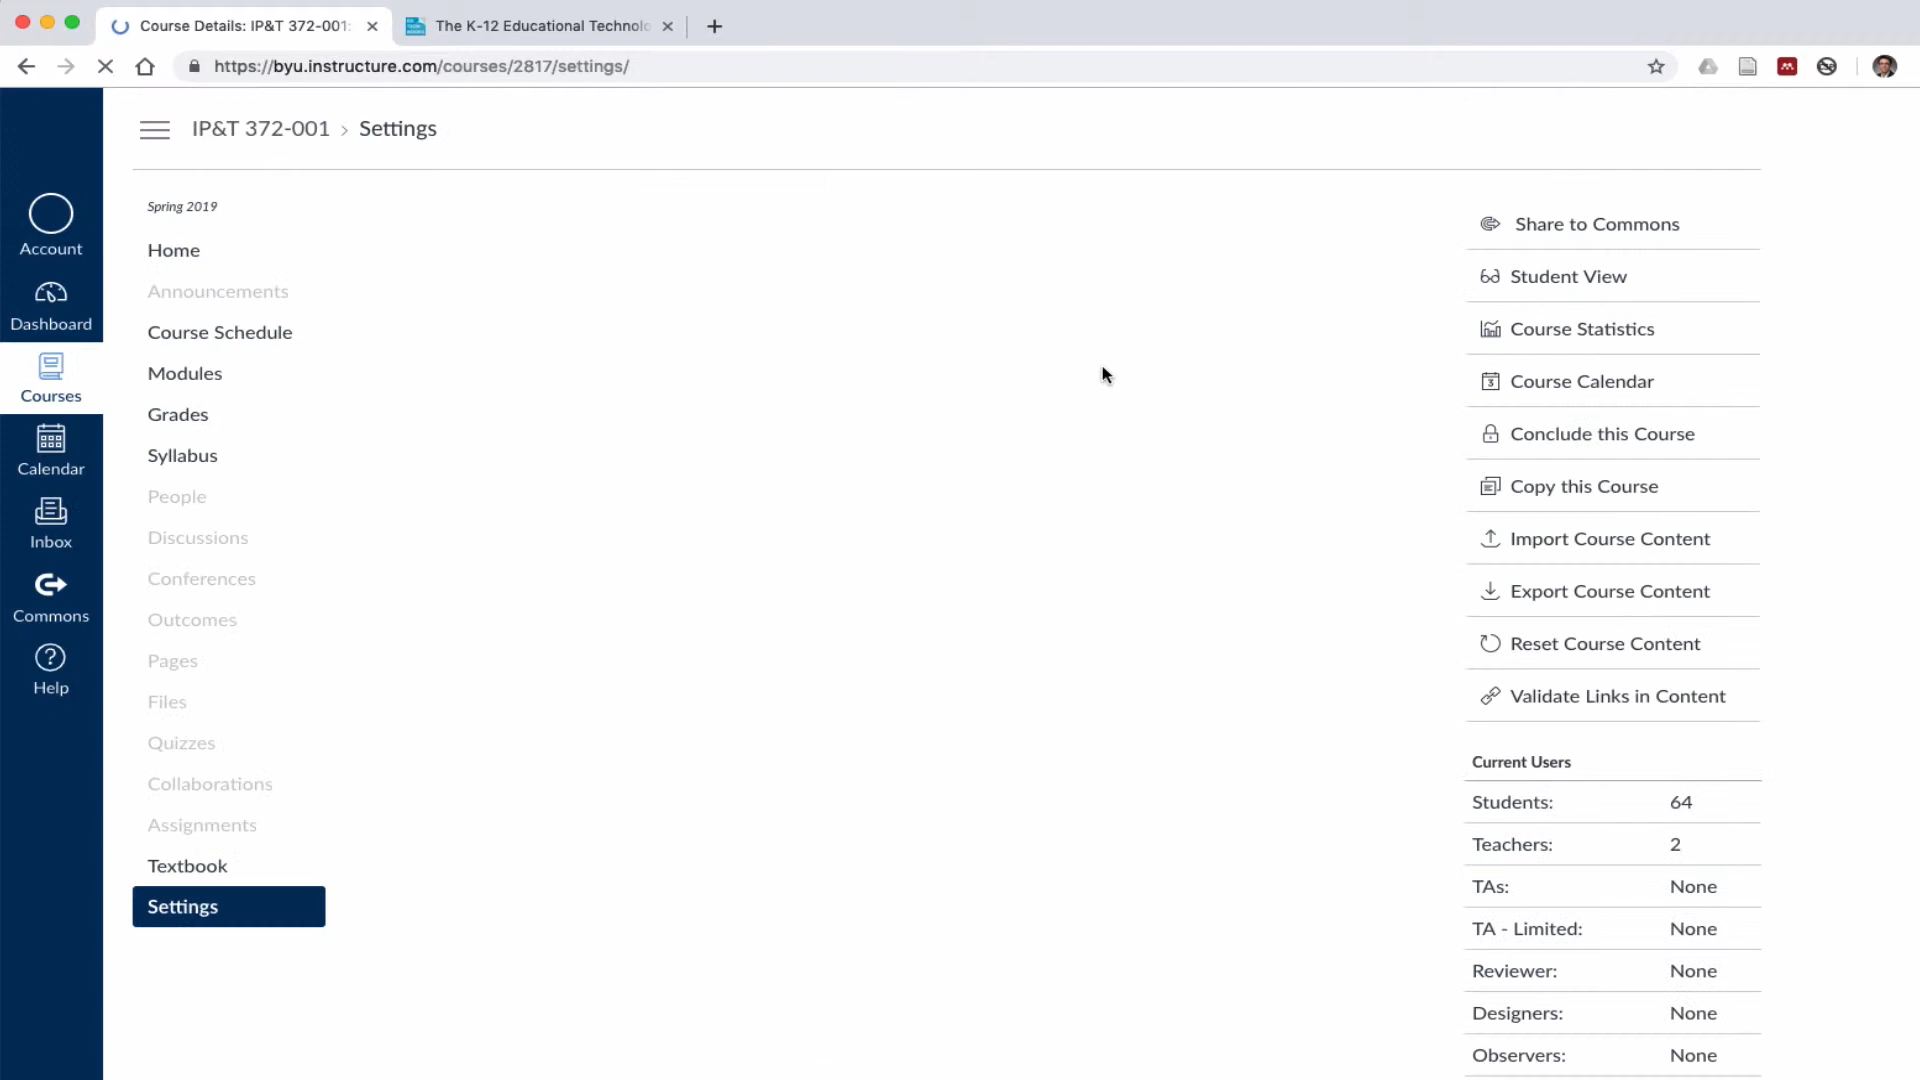 Course Details: IP&T 372-001:
The K-12 Educational Technolo
https://byu.instructure.com/courses/2817/settings/
IP&T 372-001 › Settings
Account
Dashboard
Courses
Calendar
Inbox
Commons
Help
Spring 2019
Home
Announcements
Course Schedule
Modules
Grades
Syllabus
People
Discussions
Conferences
Outcomes
Pages
Files
Quizzes
Collaborations
Assignments
Textbook
Settings
Share to Commons
Student View
Course Statistics
3 Course Calendar
Conclude this Course
Copy this Course
Import Course Content
Export Course Content
Reset Course Content
Validate Links in Content
Current Users
Students: 64
Teachers: 2
TAs: None
TA - Limited: None
Reviewer: None
Designers: None
Observers: None